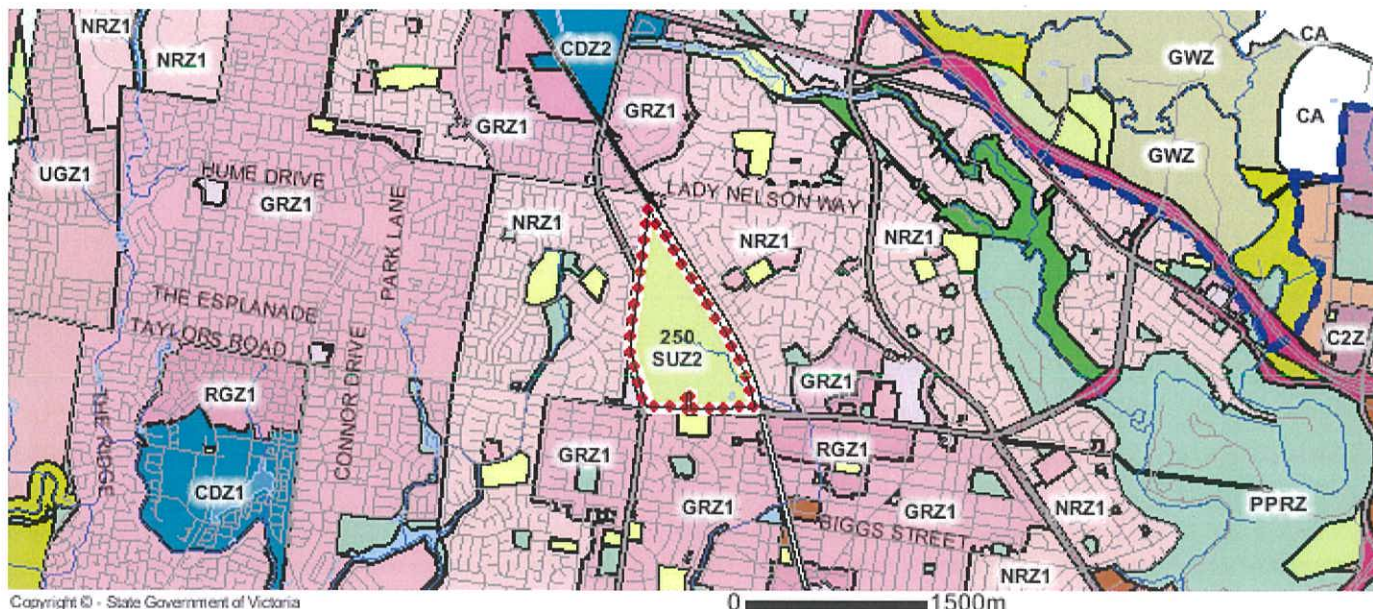 NRZ1
NRZ1
CDZ2
GWZ
CA
CA
GRZ1
GRZ1
GWZ
UGZ1
HUME DRIVE
GRZ1
PARK LANE
NRZ1
LADY NELSON WAY
NRZ1
NRZ1
THE ESPLANADE
TAYLORS ROAD
CONNOR DRIVE
250
SUZ2
C2Z
RGZ1
GRZ1
THE RIDGE
CDZ1
GRZ1
RGZ1
GRZ1
GRZ1
BIGGS STREET
NRZ1
PPRZ
NRZ1
Copyright © - State Government of Victoria
0 1500m